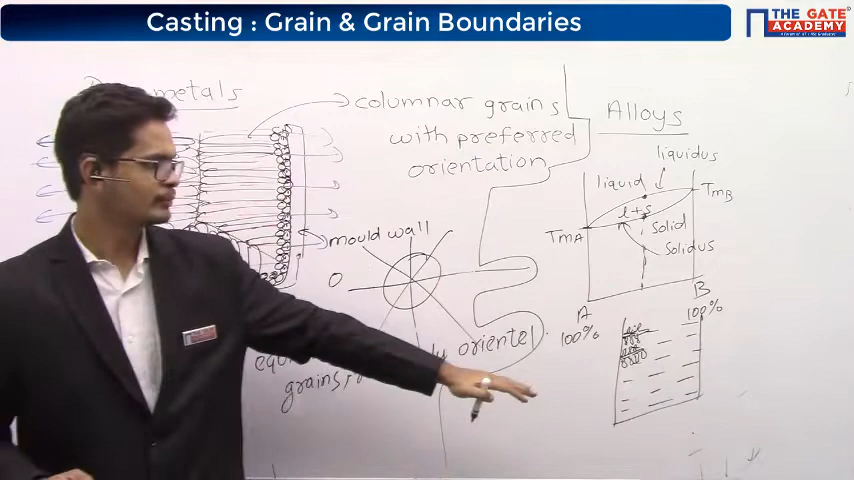 Casting : Grain & Grain Boundaries
THE GATE
ACADEMY
metals
columnar grains
with preferred
orientation
mould wall
grains,
Alloys
liquidus
liquid
TmB
l+s
solid
TmA
solidus
A
100%
B
100%